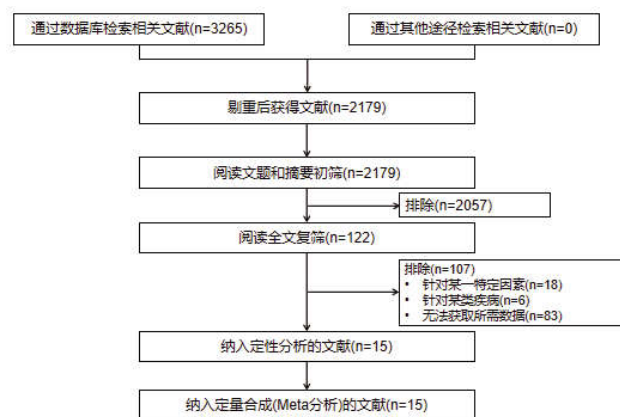 通过数据库检索相关文献(n=3265)
通过其他途径检索相关文献(n=0)
剔重后获得文献(n=2179)
阅读文题和摘要初筛(n=2179)
排除(n=2057)
阅读全文复筛(n=122)
排除(n=107)
• 针对某一特定因素(n=18)
• 针对某类疾病(n=6)
• 无法获取所需数据(n=83)
纳入定性分析的文献(n=15)
纳入定量合成(Meta分析)的文献(n=15)